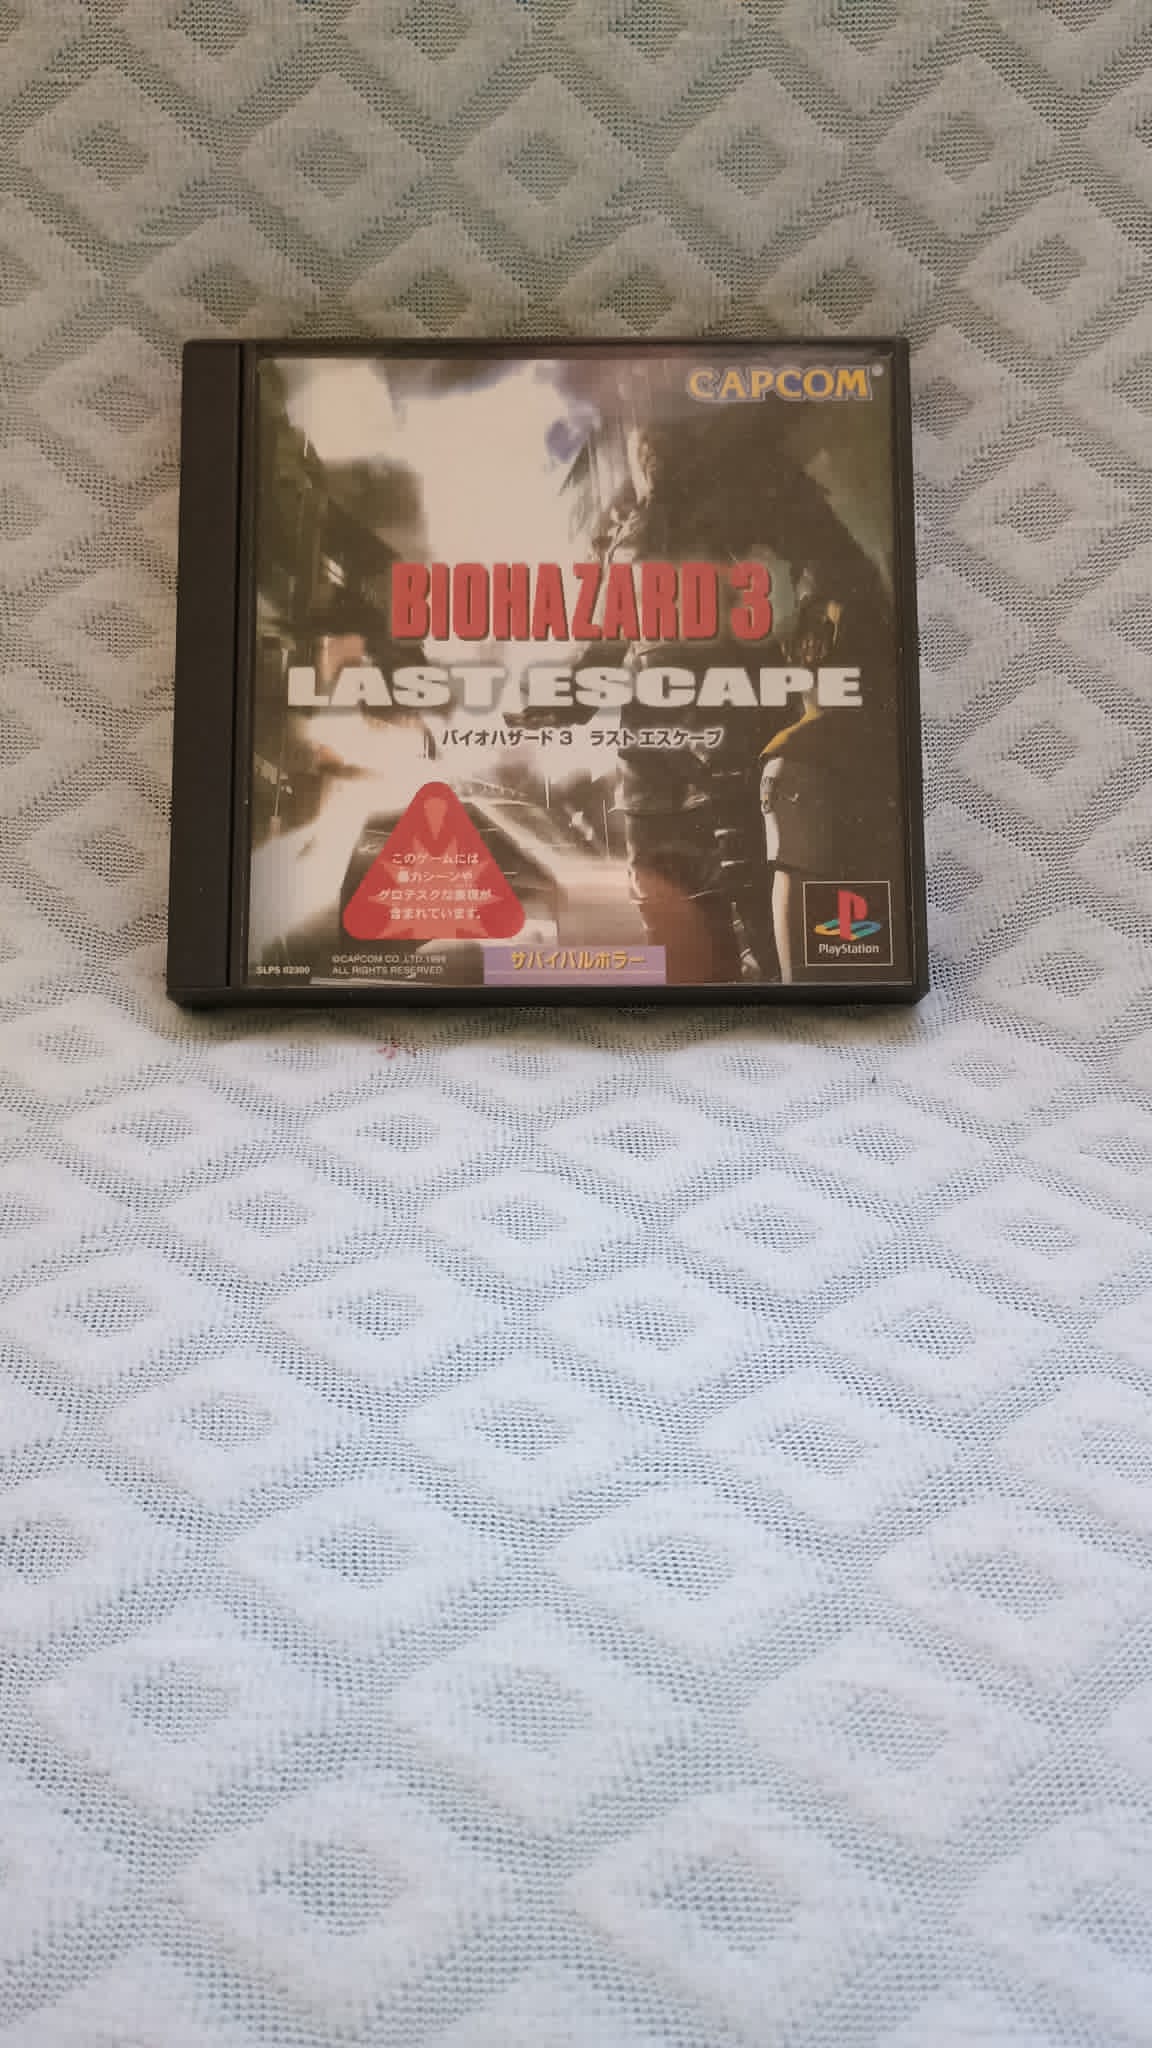 CAPCOM®
BIOHAZARD 3
LAST ESCAPE
バイオハザード3 ラスト エスケープ
このゲームには
暴力シーンや
グロテスクな表現が
含まれています。
SLPS 02300
©CAPCOM CO.,LTD.1999
ALL RIGHTS RESERVED.
サバイバルホラー
PlayStation